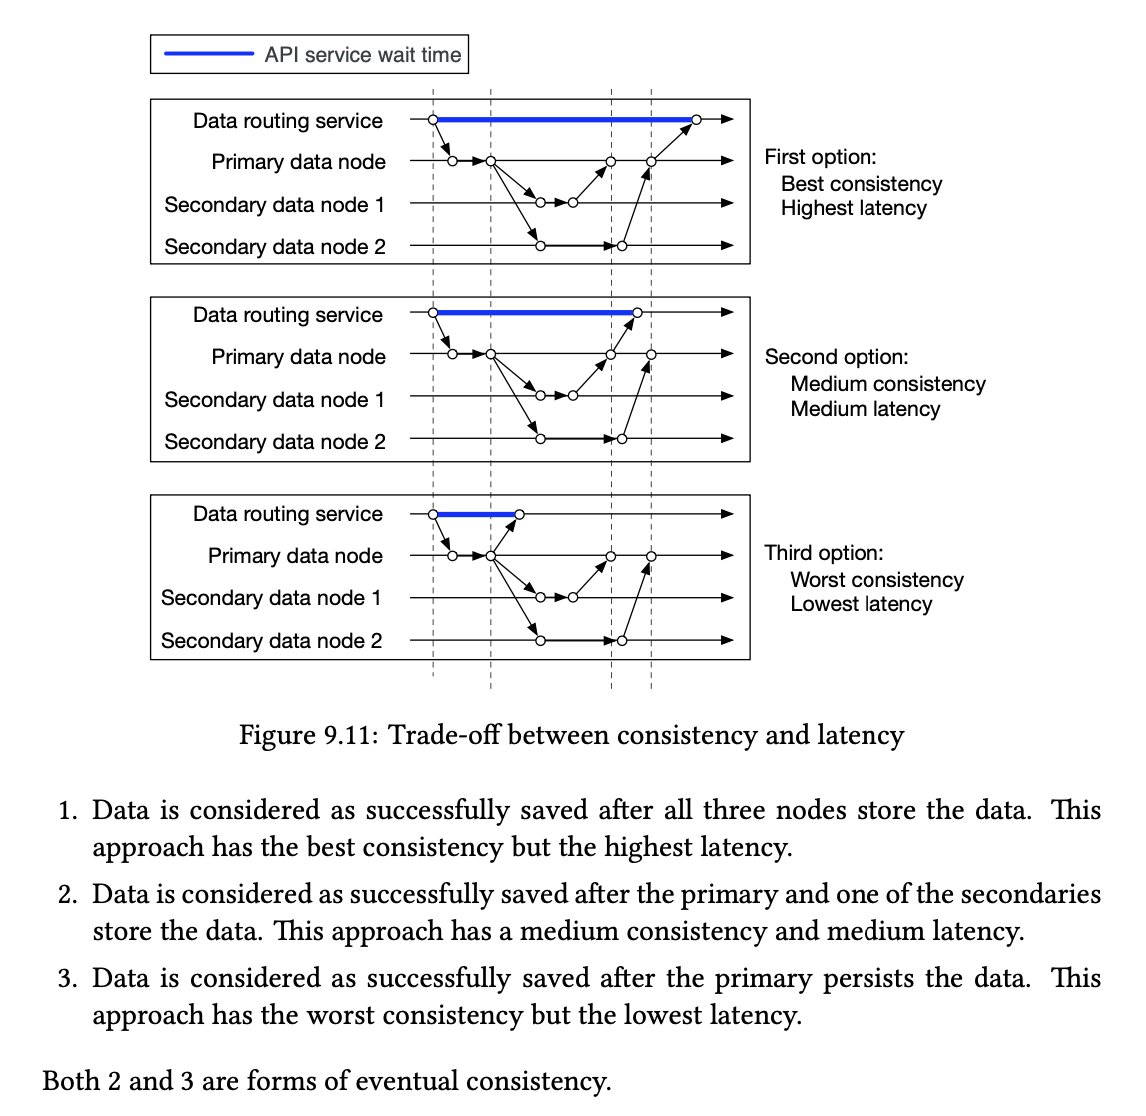 API service wait time
Data routing service
Primary data node
Secondary data node 1
Secondary data node 2
First option:
Best consistency
Highest latency
Data routing service
Primary data node
Secondary data node 1
Secondary data node 2
Second option:
Medium consistency
Medium latency
Data routing service
Primary data node
Secondary data node 1
Secondary data node 2
Third option:
Worst consistency
Lowest latency
Figure 9.11: Trade-off between consistency and latency
1. Data is considered as successfully saved after all three nodes store the data. This
approach has the best consistency but the highest latency.
2. Data is considered as successfully saved after the primary and one of the secondaries
store the data. This approach has a medium consistency and medium latency.
3. Data is considered as successfully saved after the primary persists the data. This
approach has the worst consistency but the lowest latency.
Both 2 and 3 are forms of eventual consistency.